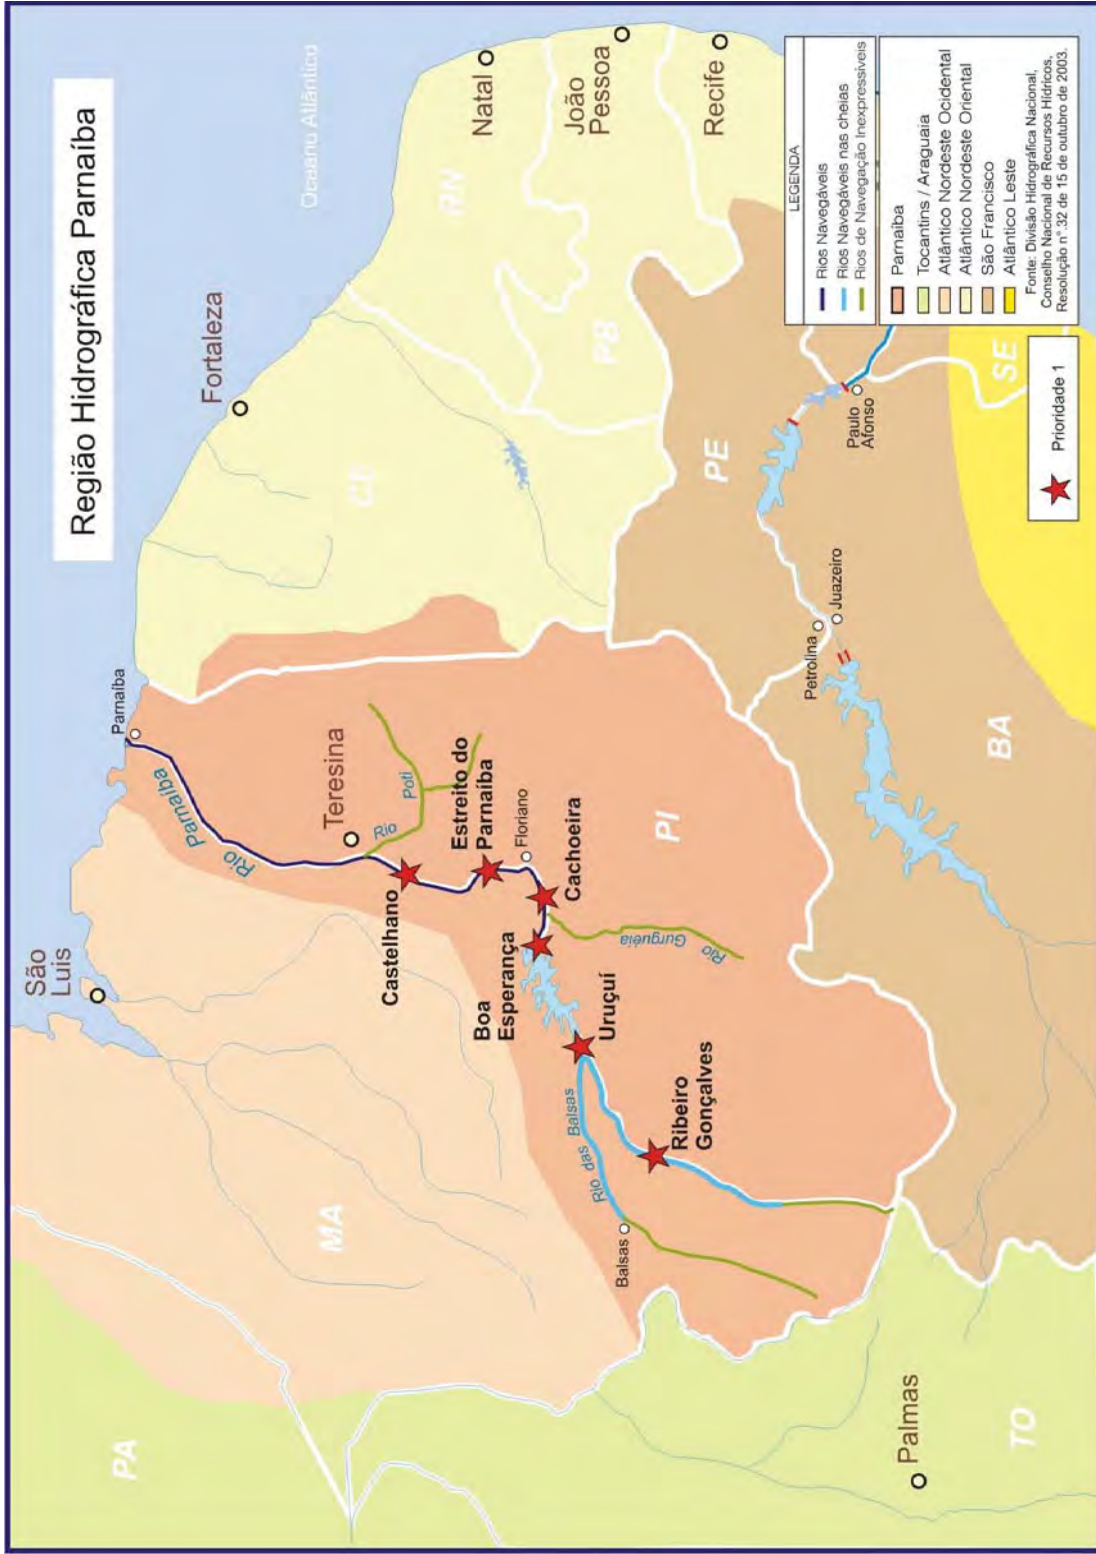 Região Hidrográfica Parnaíba
Oceanu Atlântico
São
Luis
Parnaíba
Fortaleza
Rio
Parnaíba
Teresina
Rio
Poti
CE
RN
Natal
PB
João
Pessoa
Recife
PA
MA
Castelhano
Estreito do
Parnaíba
Floriano
Cachoeira
Boa
Esperança
Uruçuí
Rio
Gurguéia
Rio das Balsas
Balsas
Ribeiro
Gonçalves
PI
PE
Petrolina
Juazeiro
Paulo
Afonso
BA
SE
Palmas
TO
LEGENDA
Rios Navegáveis
Rios Navegáveis nas cheias
Rios de Navegação Inexpressíveis
Parnaíba
Tocantins / Araguaia
Atlântico Nordeste Ocidental
Atlântico Nordeste Oriental
São Francisco
Atlântico Leste
Fonte: Divisão Hidrográfica Nacional,
Conselho Nacional de Recursos Hídricos,
Resolução n°.32 de 15 de outubro de 2003.
Prioridade 1